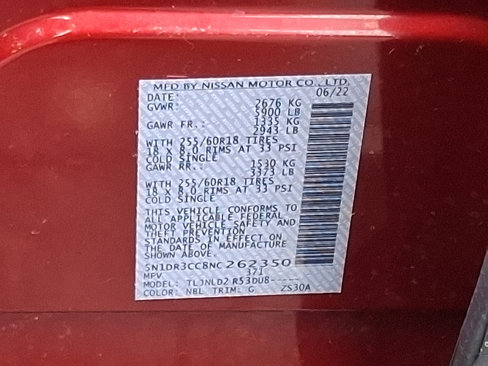 MFD BY NISSAN MOTOR CO., LTD.
DATE: 06/22
GVWR: 2676 KG
5900 LB
GAWR FR.: 1335 KG
2943 LB
WITH 255/60R18 TIRES
18 X 8.0 RIMS AT 33 PSI
COLD SINGLE
GAWR RR.: 1530 KG
3373 LB
WITH 255/60R18 TIRES
18 X 8.0 RIMS AT 33 PSI
COLD SINGLE
THIS VEHICLE CONFORMS TO
ALL APPLICABLE FEDERAL
MOTOR VEHICLE SAFETY AND
THEFT PREVENTION
STANDARDS IN EFFECT ON
THE DATE OF MANUFACTURE
SHOWN ABOVE.
5N1DR3CC8NC262350
MPV 371
MODEL: TLJNLD2 R53DU8-----
COLOR: NBL TRIM: G ZS30A